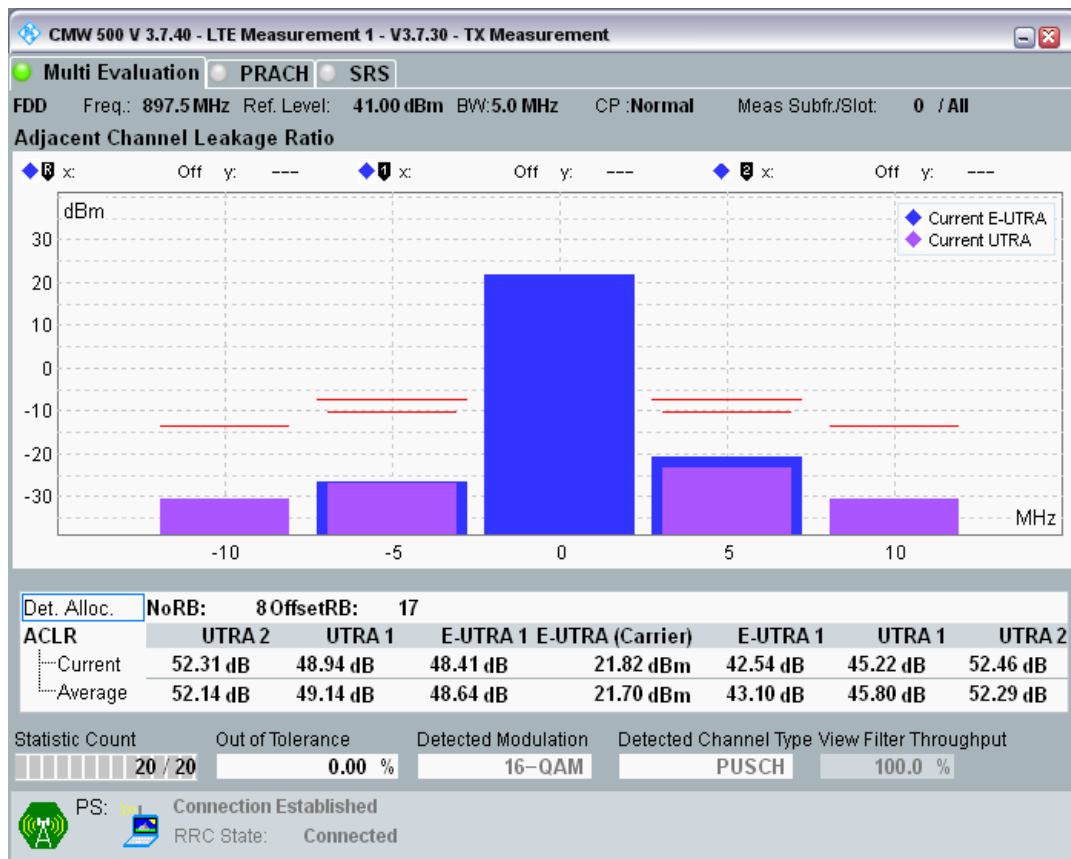 CMW 500 V 3.7.40 - LTE Measurement 1 - V3.7.30 - TX Measurement
Multi Evaluation PRACH SRS
FDD Freq.: 897.5 MHz Ref. Level: 41.00 dBm BW:5.0 MHz CP :Normal Meas Subfr./Slot: 0 / All
Adjacent Channel Leakage Ratio
R x: Off y: --- 1 x: Off y: --- 2 x: Off y: ---
dBm
Current E-UTRA
Current UTRA
30
20
10
0
-10
-20
-30
MHz
-10 -5 0 5 10
Det. Alloc. NoRB: 8 OffsetRB: 17
ACLR UTRA 2 UTRA 1 E-UTRA 1 E-UTRA (Carrier) E-UTRA 1 UTRA 1 UTRA 2
Current 52.31 dB 48.94 dB 48.41 dB 21.82 dBm 42.54 dB 45.22 dB 52.46 dB
Average 52.14 dB 49.14 dB 48.64 dB 21.70 dBm 43.10 dB 45.80 dB 52.29 dB
Statistic Count Out of Tolerance Detected Modulation Detected Channel Type View Filter Throughput
20 / 20 0.00 % 16-QAM PUSCH 100.0 %
PS: Connection Established
RRC State: Connected